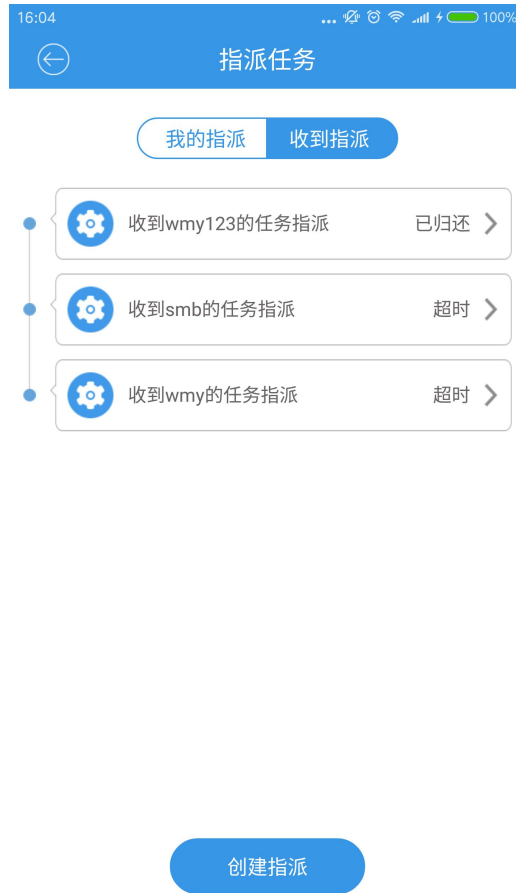 16:04
100%
指派任务
我的指派 收到指派
收到wmy123的任务指派 已归还
收到smb的任务指派 超时
收到wmy的任务指派 超时
创建指派